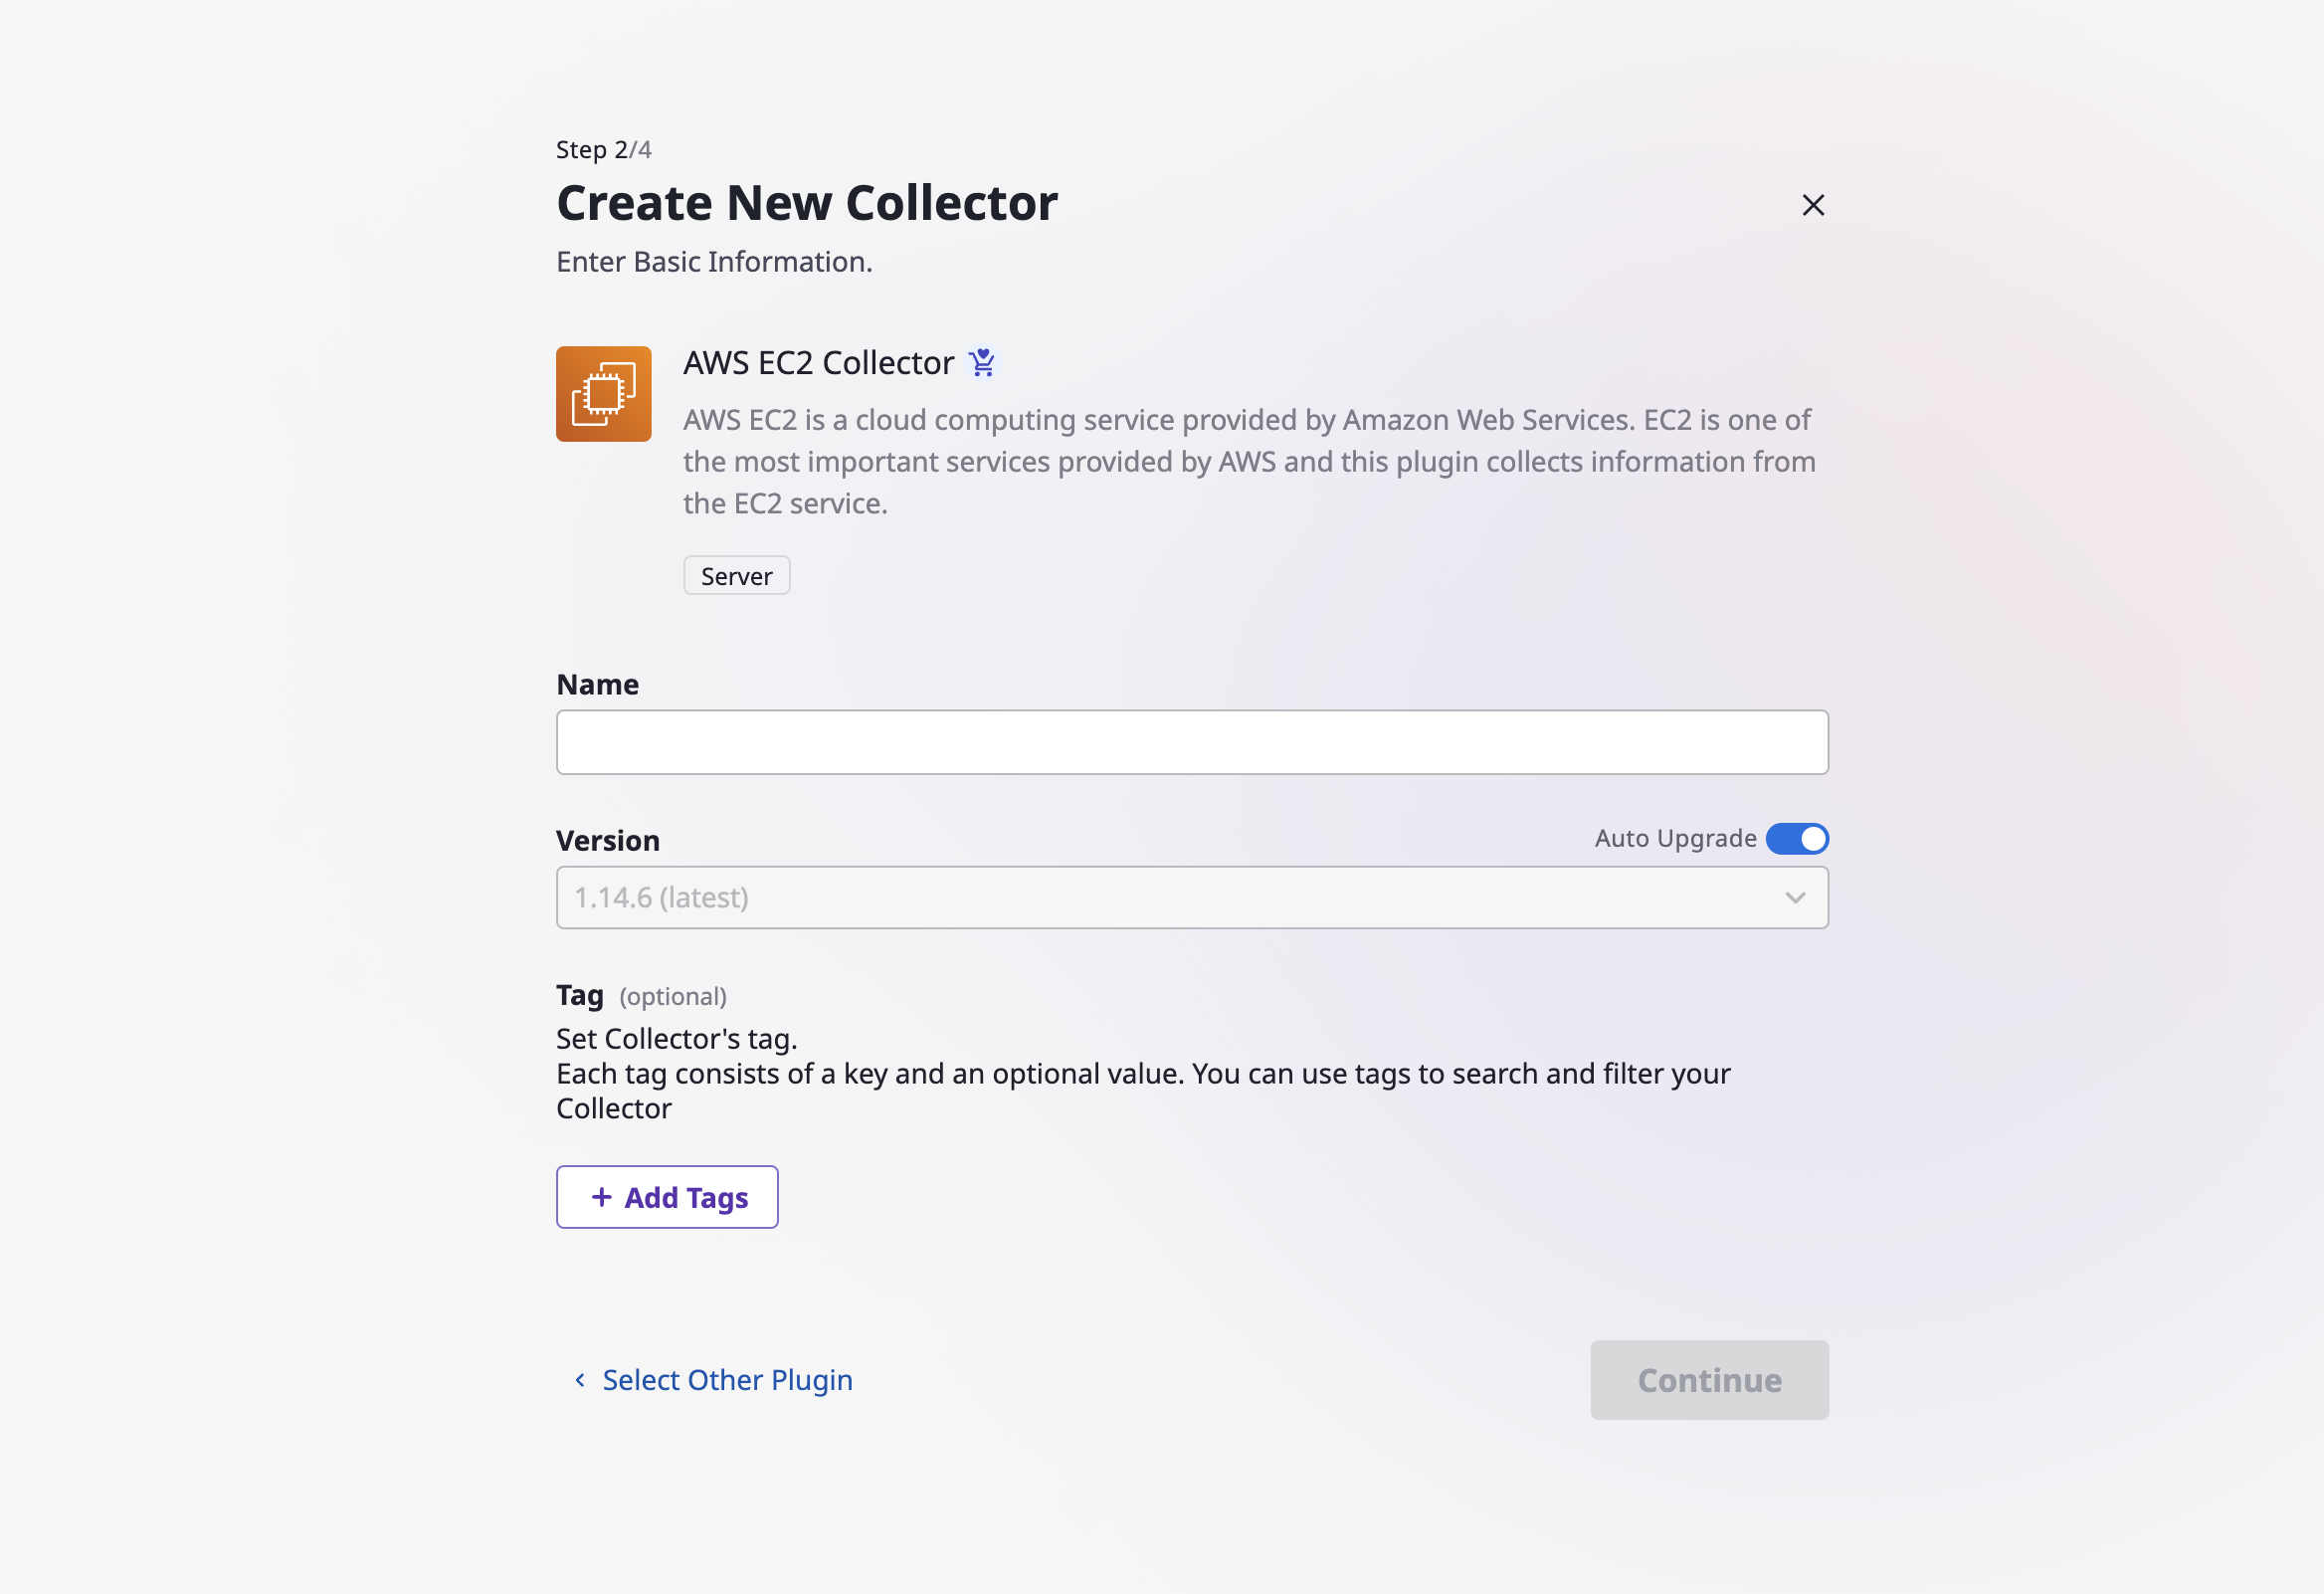 Step 2/4
Create New Collector
Enter Basic Information.
AWS EC2 Collector
AWS EC2 is a cloud computing service provided by Amazon Web Services. EC2 is one of
the most important services provided by AWS and this plugin collects information from
the EC2 service.
Server
Name
Version
Auto Upgrade
1.14.6 (latest)
Tag (optional)
Set Collector's tag.
Each tag consists of a key and an optional value. You can use tags to search and filter your
Collector
+ Add Tags
Select Other Plugin
Continue